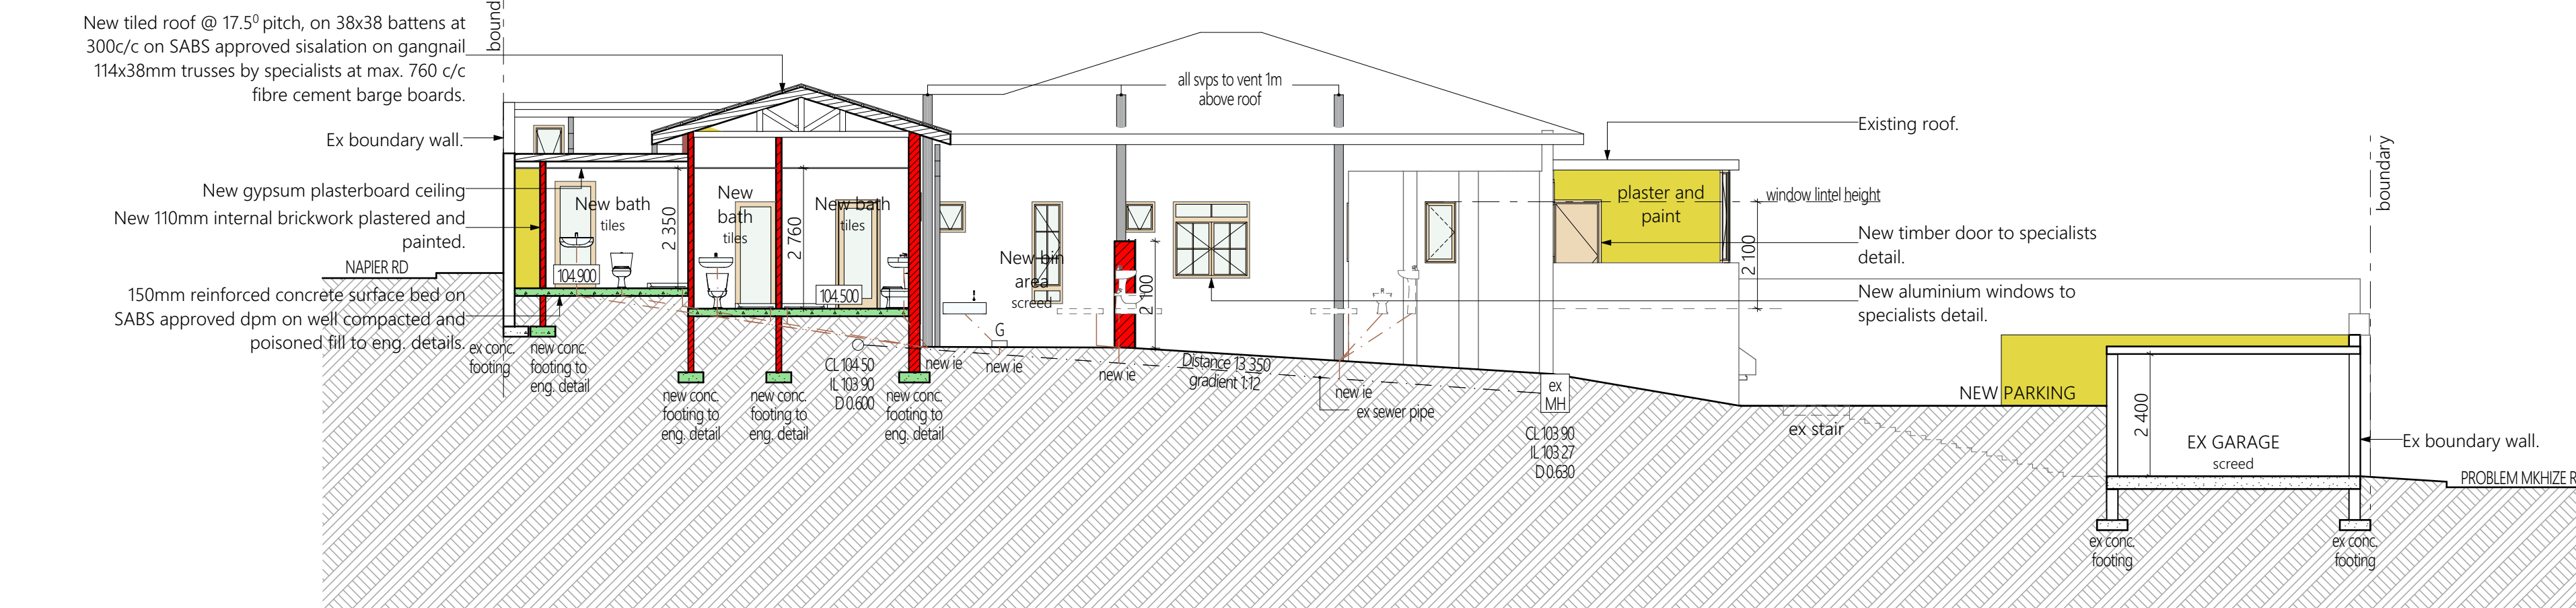 New tiled roof @ 17.5⁰ pitch, on 38x38 battens at
300c/c on SABS approved sisalation on gangnail
114x38mm trusses by specialists at max. 760 c/c
fibre cement barge boards.
bound
Ex boundary wall.
New gypsum plasterboard ceiling
New 110mm internal brickwork plastered and
painted.
NAPIER RD
150mm reinforced concrete surface bed on
SABS approved dpm on well compacted and
poisoned fill to eng. details.
ex conc.
footing
new conc.
footing to
eng. detail
New bath
tiles
2 350
104.900
New
bath
tiles
2 760
New bath
tiles
104.500
new conc.
footing to
eng. detail
new conc.
footing to
eng. detail
new conc.
footing to
eng. detail
CL 104 50
IL 103 90
D 0.600
all svps to vent 1m
above roof
New bin
area
screed
G
new ie
new ie
new ie
2 100
Distance 13 350
gradient 1:12
new ie
ex sewer pipe
R
ex
MH
CL 103 90
IL 103 27
D 0.630
plaster and
paint
Existing roof.
window lintel height
2 100
New timber door to specialists
detail.
New aluminium windows to
specialists detail.
ex stair
NEW PARKING
2 400
EX GARAGE
screed
ex conc.
footing
ex conc.
footing
boundary
Ex boundary wall.
PROBLEM MKHIZE R